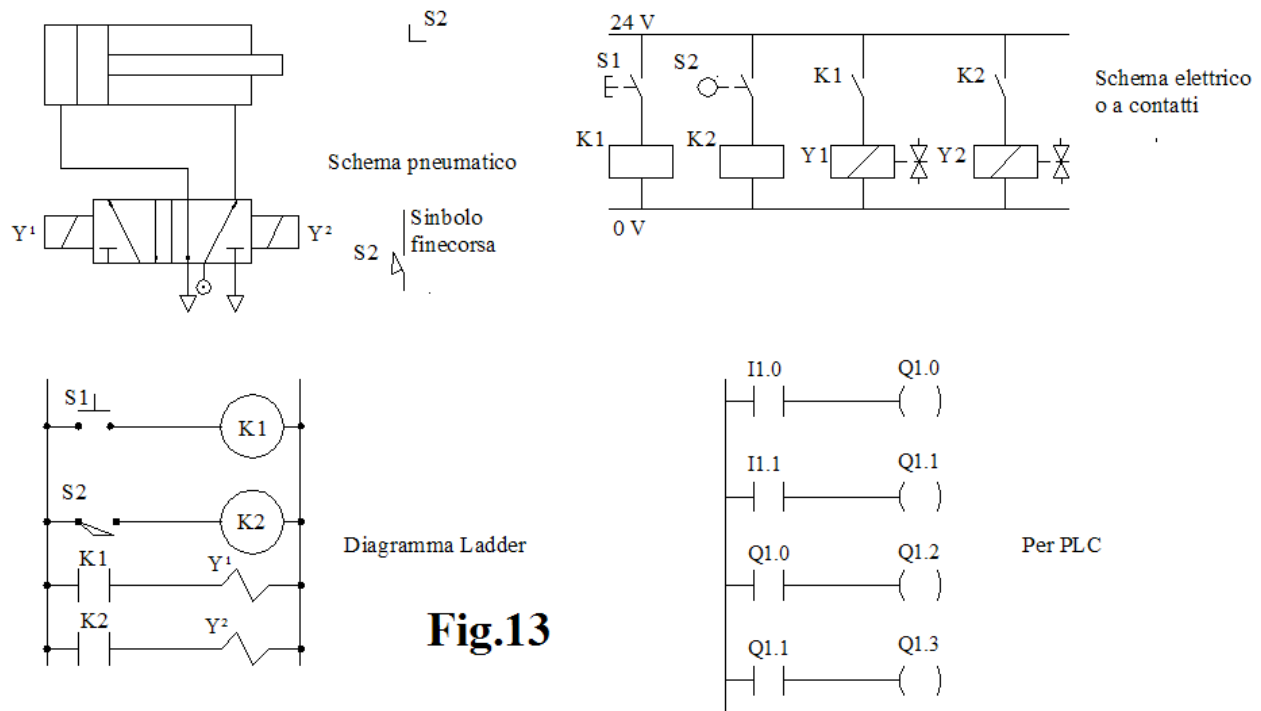 S2
Schema pneumatico
Y¹
Y²
Sinbolo
finecorsa
S2
24 V
S1
S2
K1
K2
K1
K2
Y1
Y2
0 V
Schema elettrico
o a contatti
S1
K1
S2
K2
K1
Y¹
K2
Y²
Diagramma Ladder
Fig.13
I1.0
Q1.0
I1.1
Q1.1
Q1.0
Q1.2
Q1.1
Q1.3
Per PLC